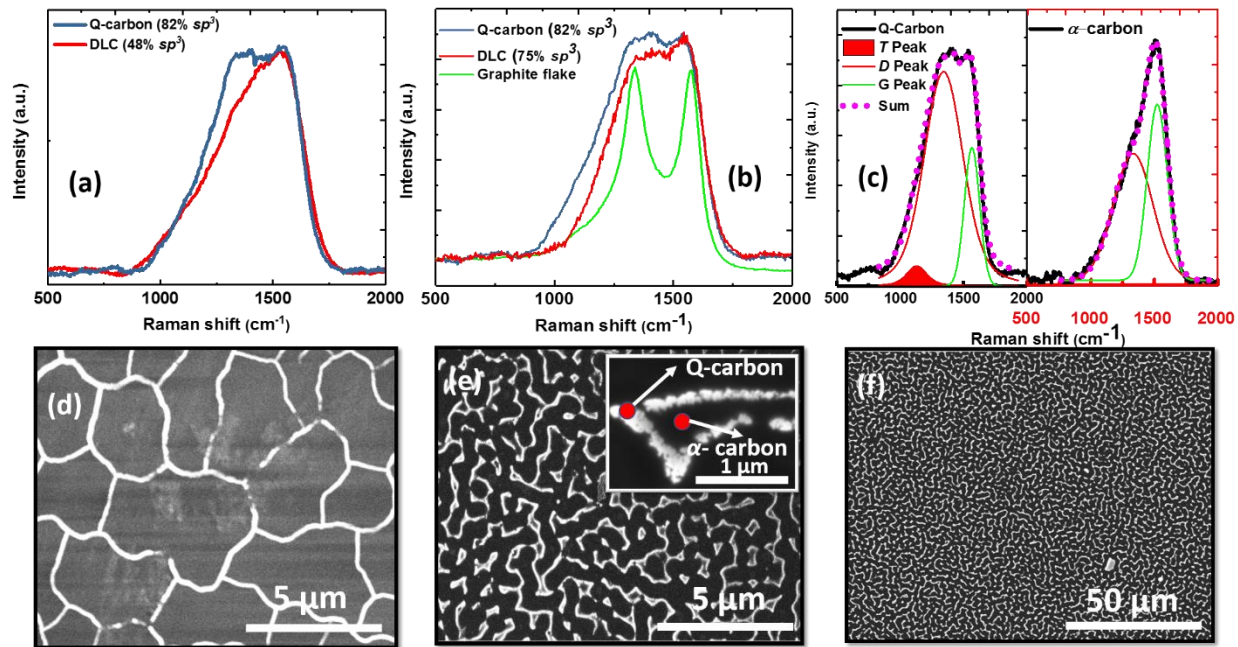 (a)
Q-carbon (82% sp³)
DLC (48% sp³)
Intensity (a.u.)
500 1000 1500 2000
Raman shift (cm⁻¹)
(b)
Q-carbon (82% sp³)
DLC (75% sp³)
Graphite flake
Intensity (a.u.)
500 1000 1500 2000
Raman shift (cm⁻¹)
(c)
Q-Carbon
T Peak
D Peak
G Peak
Sum
α-carbon
Intensity (a.u.)
500 1000 1500 2000
500 1000 1500 2000
Raman shift (cm⁻¹)
(d)
5 µm
(e)
Q-carbon
α- carbon
1 µm
5 µm
(f)
50 µm